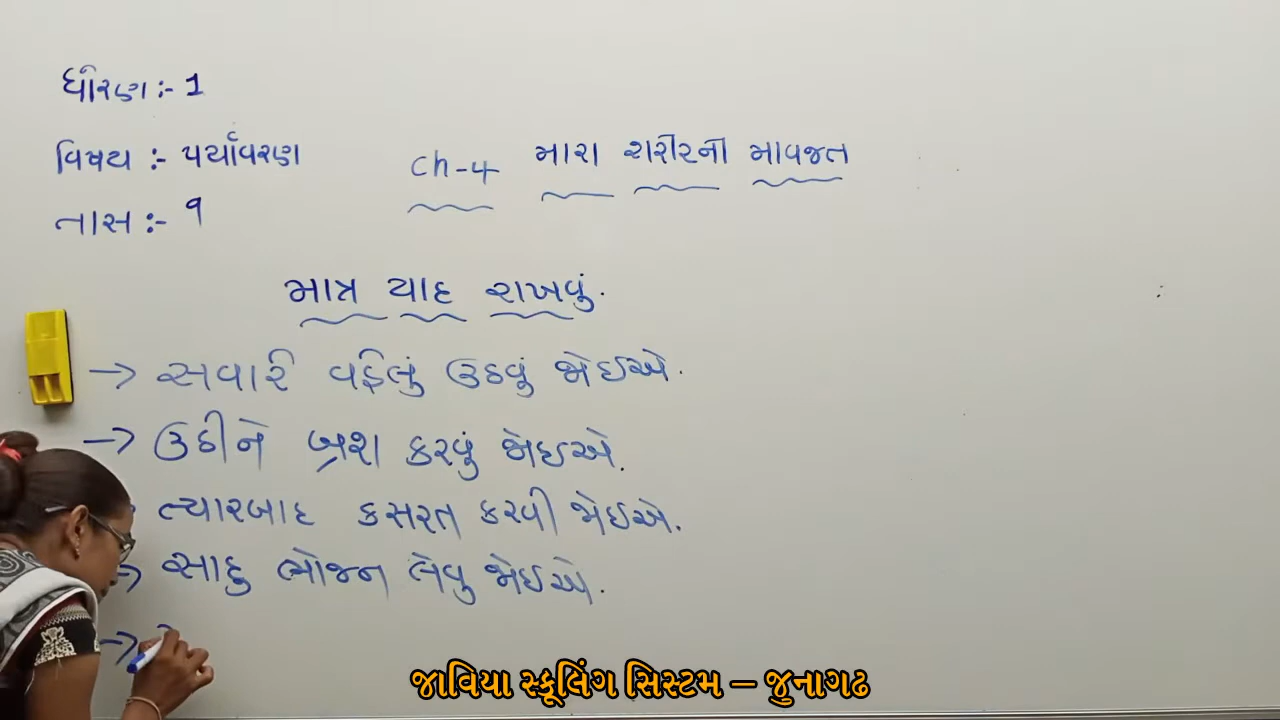 ધોરણ :- 1
વિષય :- પર્યાવરણ
તાસ :- ૧
Ch-4 મારા શરીરની માવજત
માત્ર યાદ રાખવું.
→ સવારે વહેલું ઉઠવું જોઈએ.
→ ઉઠીને બ્રશ કરવું જોઈએ.
ત્યારબાદ કસરત કરવી જોઈએ.
→ સાદુ ભોજન લેવુ જોઈએ.
→
જાવિયા સ્કૂલિંગ સિસ્ટમ – જુનાગઢ